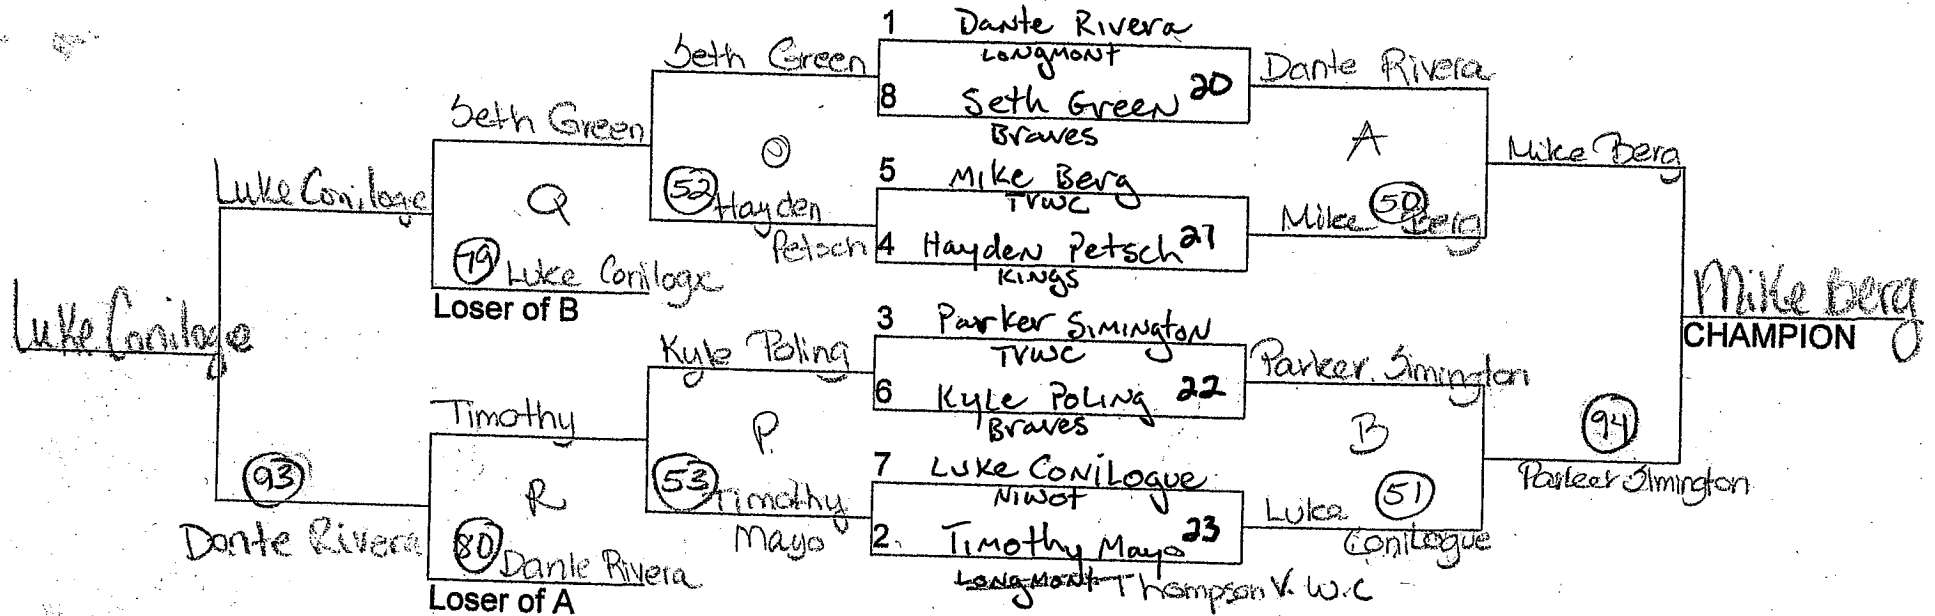 1 Dante Rivera
Longmont
8 Seth Green 20
Braves
5 Mike Berg
TVWC
4 Hayden Petsch 21
Kings
3 Parker Simington
TVWC
6 Kyle Poling 22
Braves
7 Luke Conilogue
Niwot
2. Timothy Mayo 23
Longmont Thompson V. W.C
Seth Green
O
52 Hayden
Petsch
Kyle Poling
P.
53 Timothy
Mayo
Seth Green
Q
79 Luke Conilogе
Loser of B
Timothy
R
80 Dante Rivera
Loser of A
Luke Coniloge
93
Dante Rivera
Luke Coniloge
Dante Rivera
A
50
Mike Berg
Parker Simington
B
51
Luke
Conilogue
Mike Berg
94
Parker Simington
Mike Berg
CHAMPION